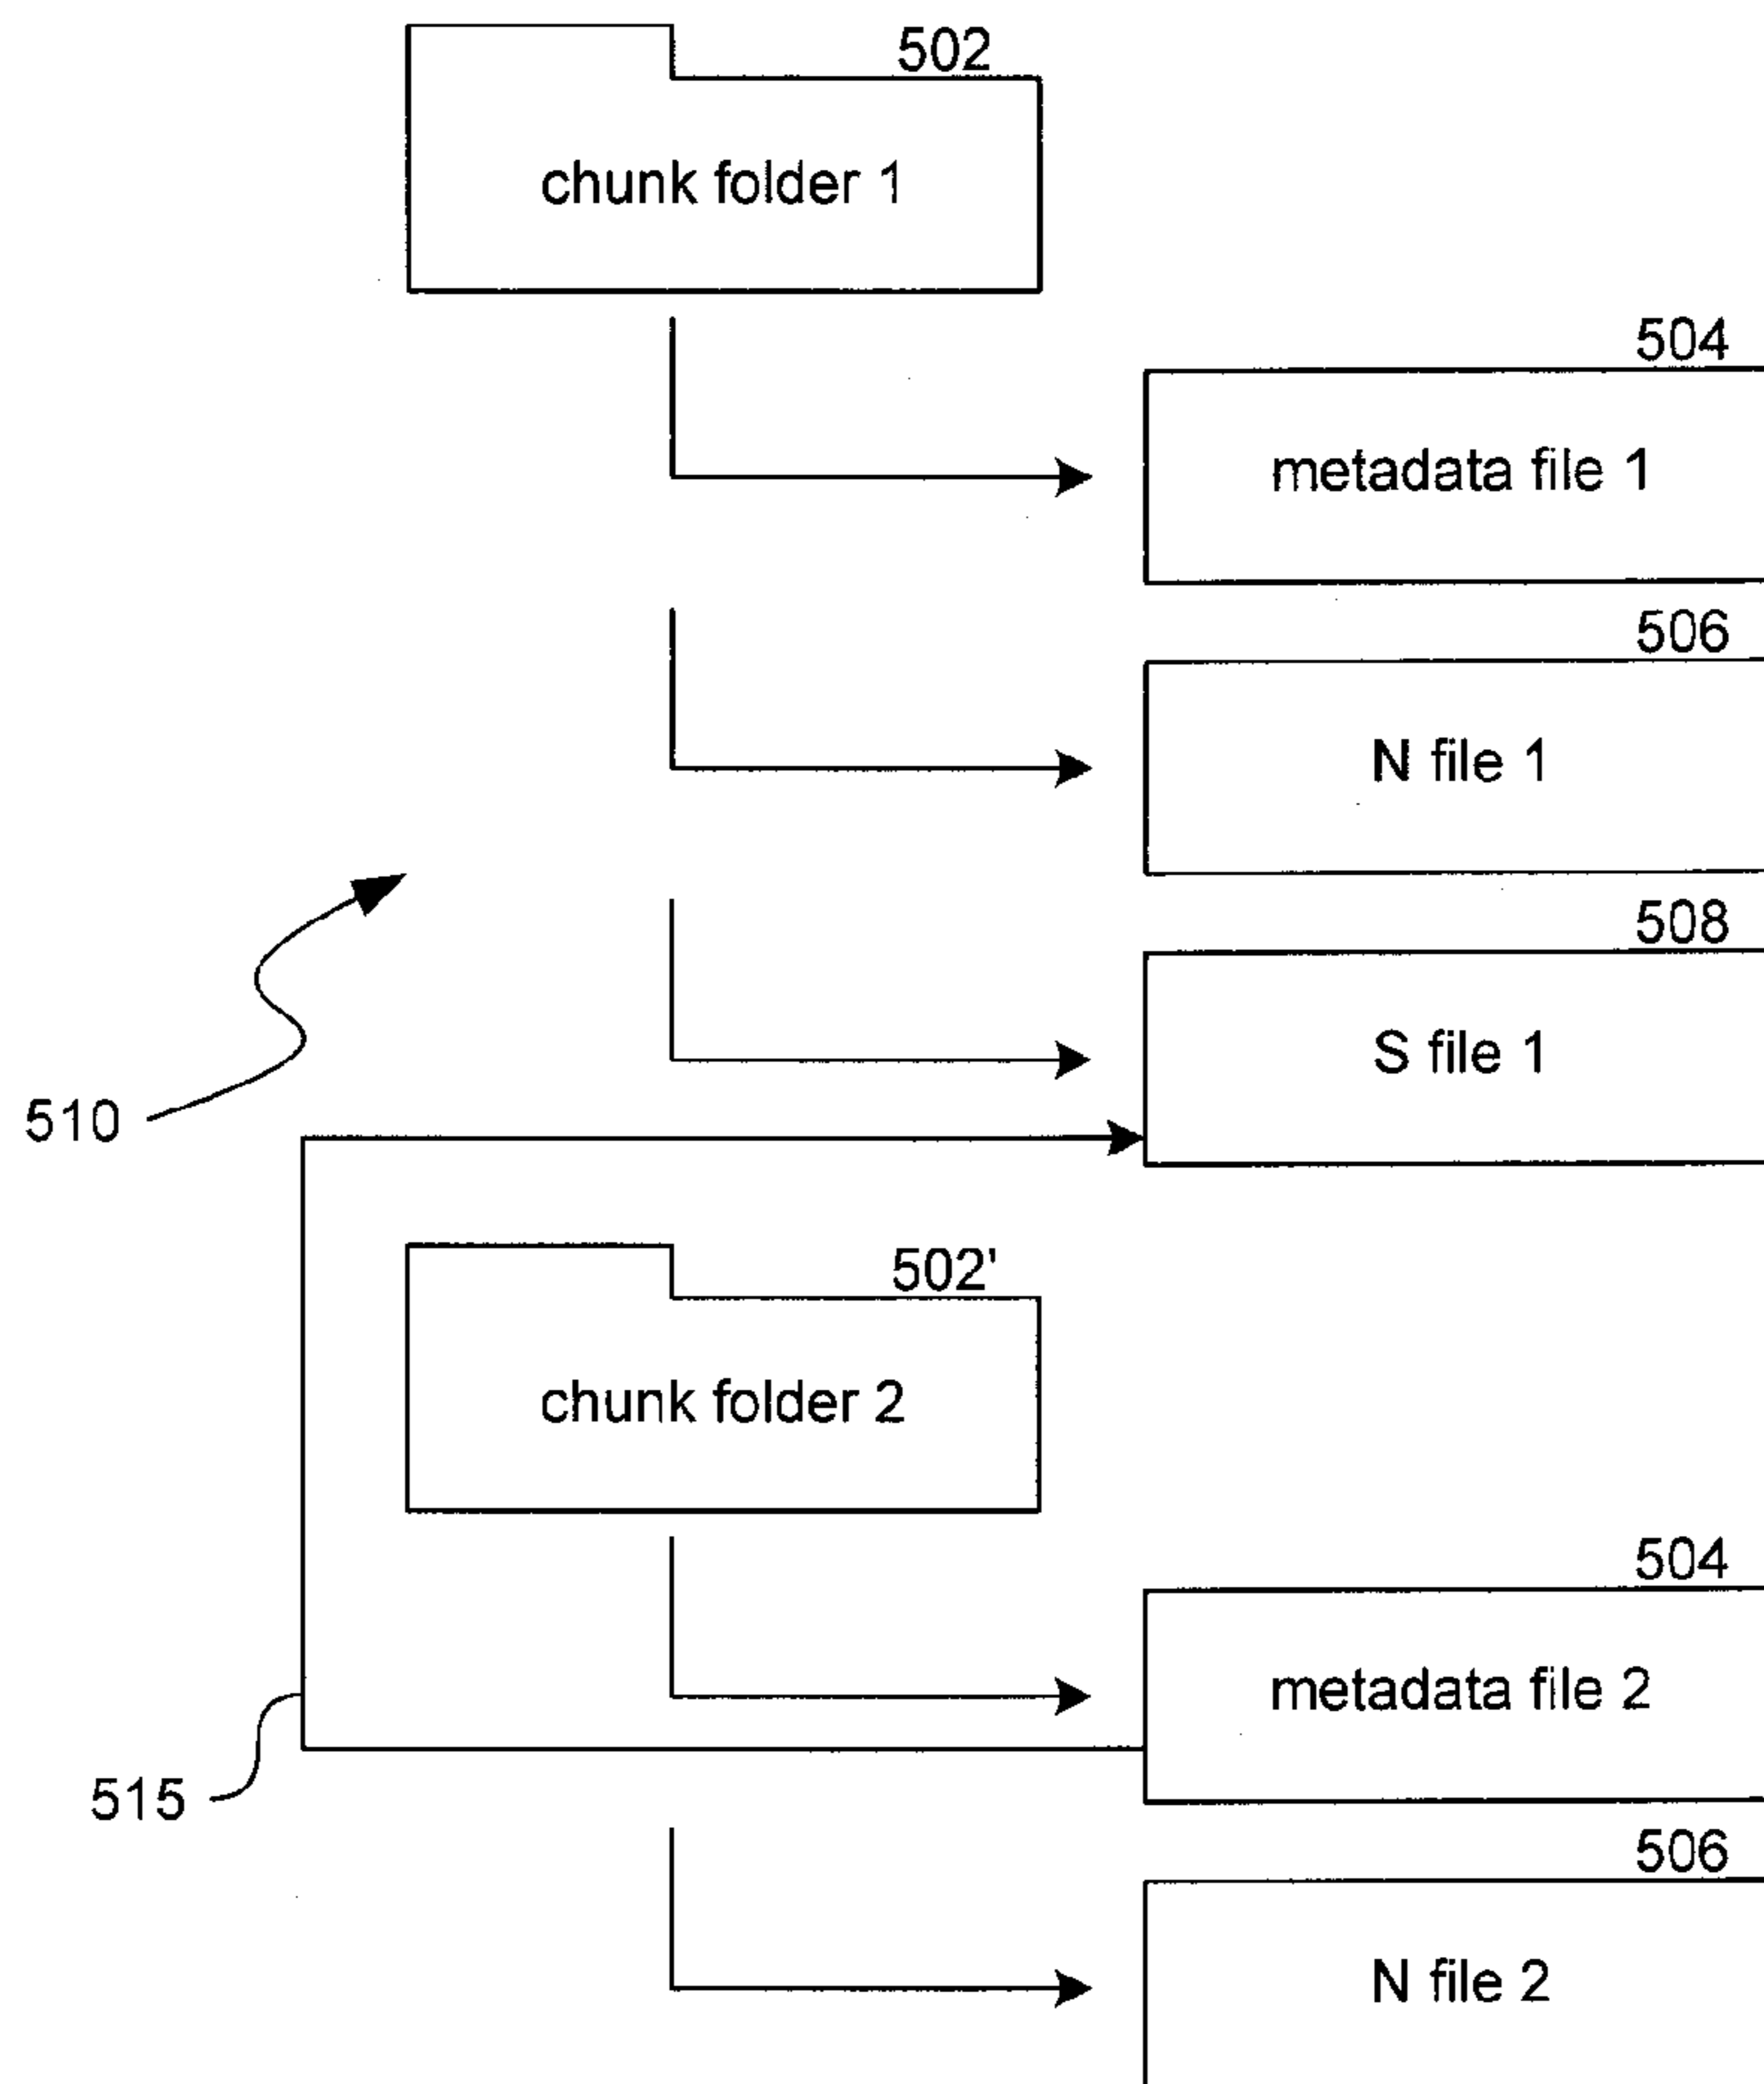 502
chunk folder 1
504
metadata file 1
506
N file 1
508
S file 1
510
502'
chunk folder 2
504
metadata file 2
515
506
N file 2